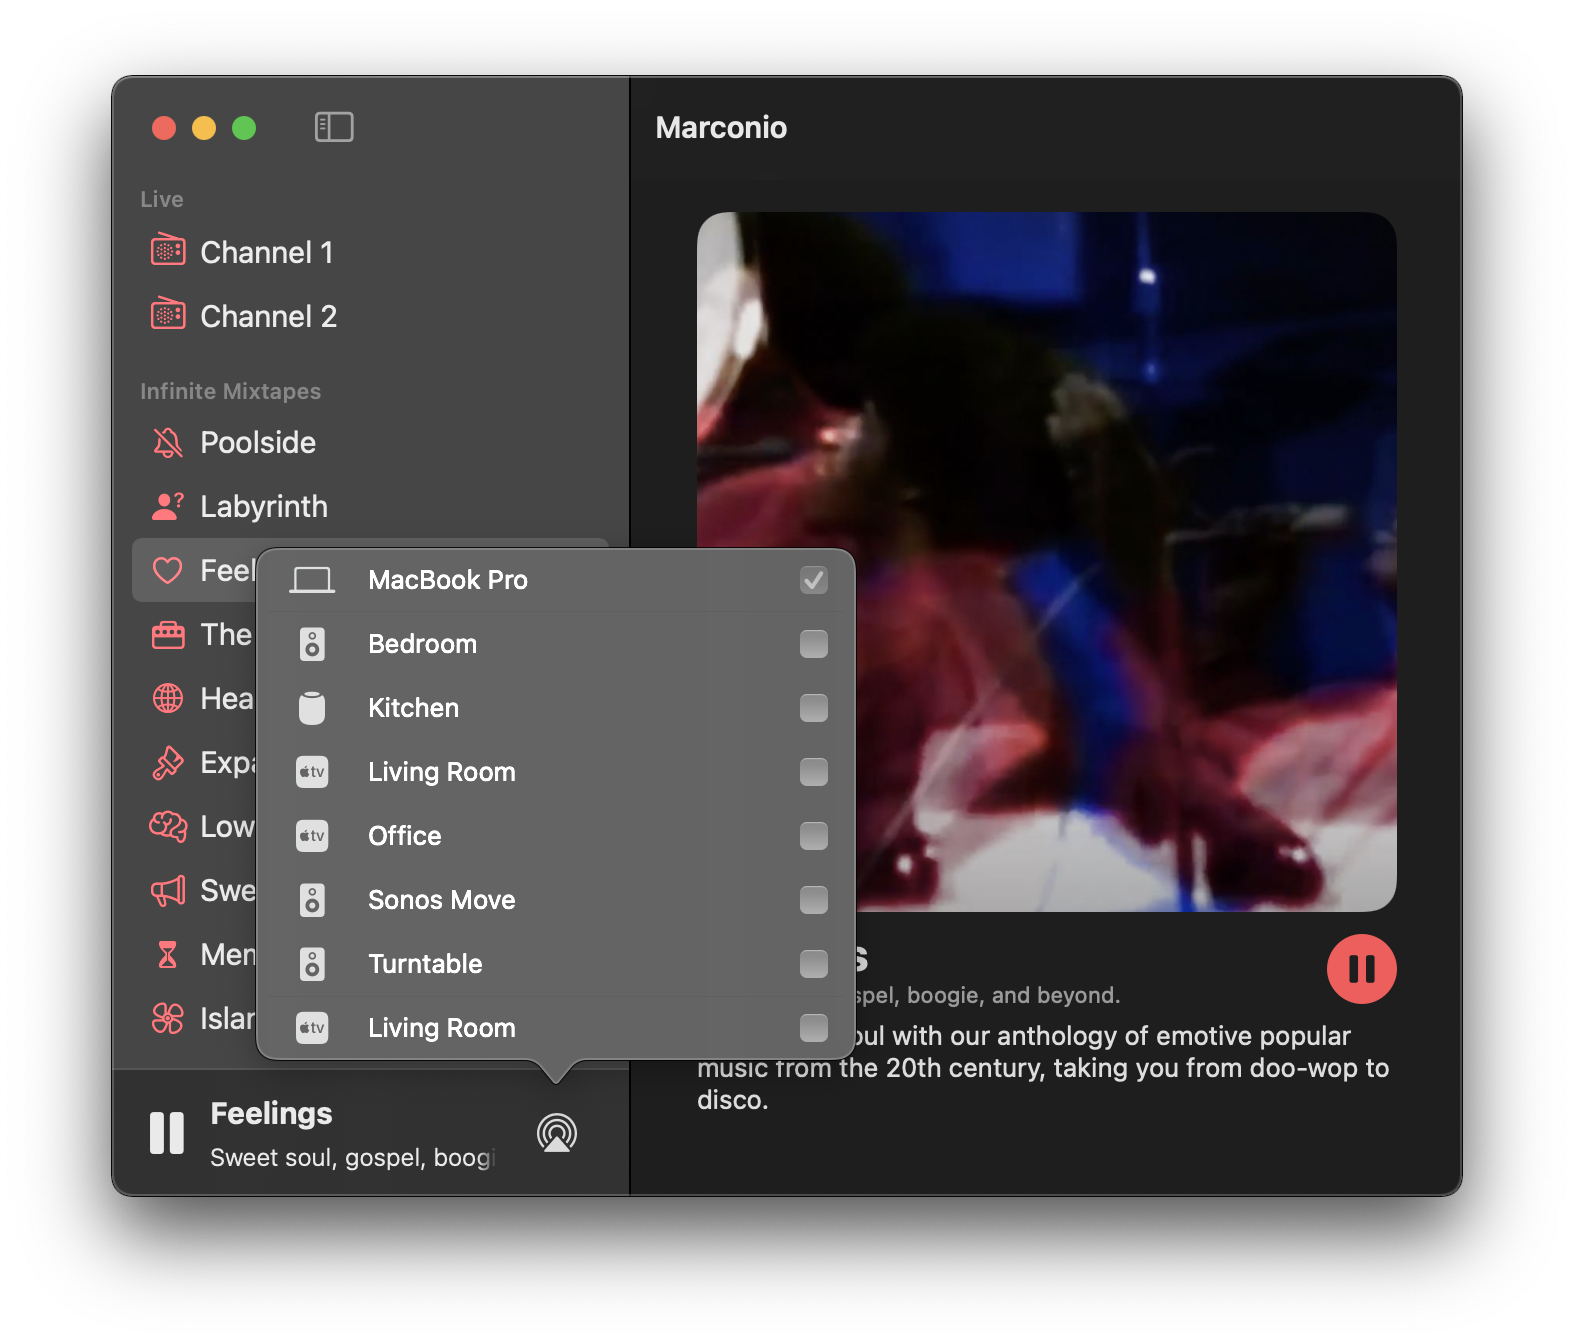 Marconio
Live
Channel 1
Channel 2
Infinite Mixtapes
Poolside
Labyrinth
Feel
The
Hea
Expa
Low
Swe
Mem
Islan
MacBook Pro
Bedroom
Kitchen
tv
Living Room
tv
Office
Sonos Move
Turntable
tv
Living Room
Feelings
Sweet soul, gospel, boogi
s
spel, boogie, and beyond.
oul with our anthology of emotive popular
music from the 20th century, taking you from doo-wop to
disco.